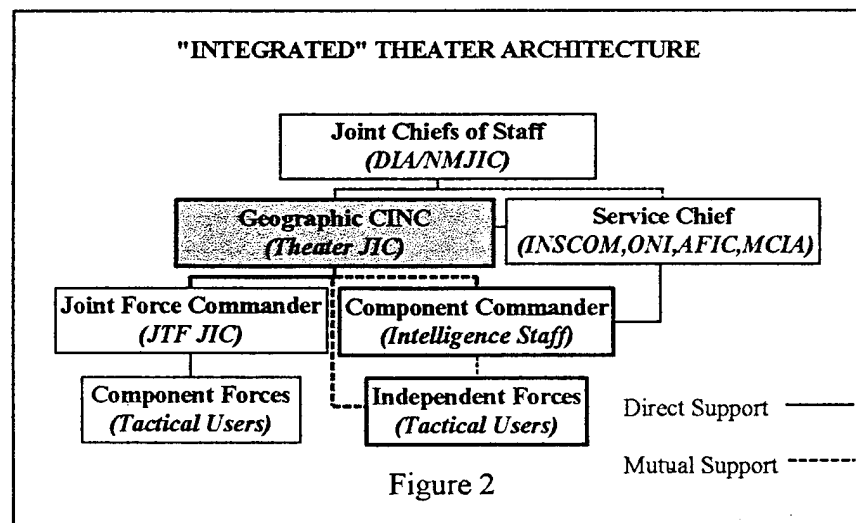 "INTEGRATED" THEATER ARCHITECTURE
Joint Chiefs of Staff
(DIA/NMJIC)
Geographic CINC
(Theater JIC)
Service Chief
(INSCOM,ONI,AFIC,MCIA)
Joint Force Commander
(JTF JIC)
Component Commander
(Intelligence Staff)
Component Forces
(Tactical Users)
Independent Forces
(Tactical Users)
Direct Support
Mutual Support
Figure 2